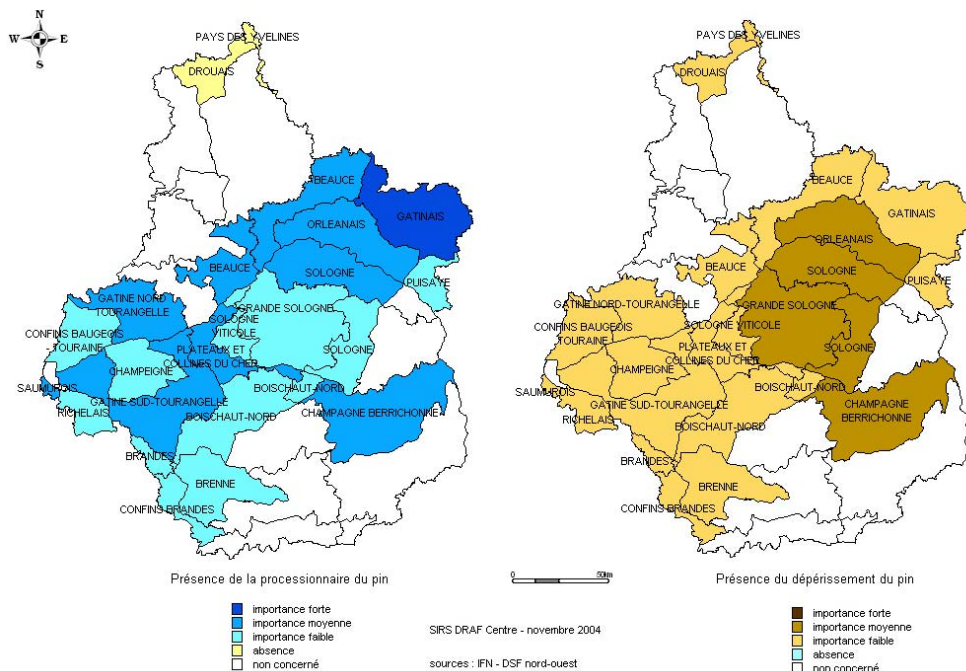 N
W E
S
PAYS DES YVELINES
DROUAIS
BEAUCE
GATINAIS
ORLEANAIS
BEAUCE
SOLOGNE
PUISAYE
GATINE NORD
TOURANGELLE
GRANDE SOLOGNE
SOLOGNE
VITICOLE
CONFINS BAUGEOIS
- TOURAINE
PLATEAUX ET
COLLINES DU CHER
SOLOGNE
CHAMPEIGNE
SAUMUROIS
BOISCHAUT-NORD
GATINE-SUD-TOURANGELLE
RICHELAIS
BOISCHAUT-NORD
CHAMPAGNE BERRICHONNE
BRANDES
BRENNE
CONFINS BRANDES
PAYS DES YVELINES
DROUAIS
BEAUCE
GATINAIS
ORLEANAIS
BEAUCE
SOLOGNE
PUISAYE
GATINE NORD-TOURANGELLE
GRANDE SOLOGNE
CONFINS BAUGEOIS
TOURAINE
SOLOGNE VITICOLE
PLATEAUX ET
COLLINES DU CHER
SOLOGNE
CHAMPEIGNE
SAUMUROIS
BOISCHAUT-NORD
GATINE SUD-TOURANGELLE
RICHELAIS
CHAMPAGNE
BERRICHONNE
BOISCHAUT-NORD
BRANDES
BRENNE
CONFINS BRANDES
Présence de la processionnaire du pin
0 50km
Présence du dépérissement du pin
importance forte
importance moyenne
importance faible
absence
non concerné
SIRS DRAF Centre - novembre 2004
sources : IFN - DSF nord-ouest
importance forte
importance moyenne
importance faible
absence
non concerné